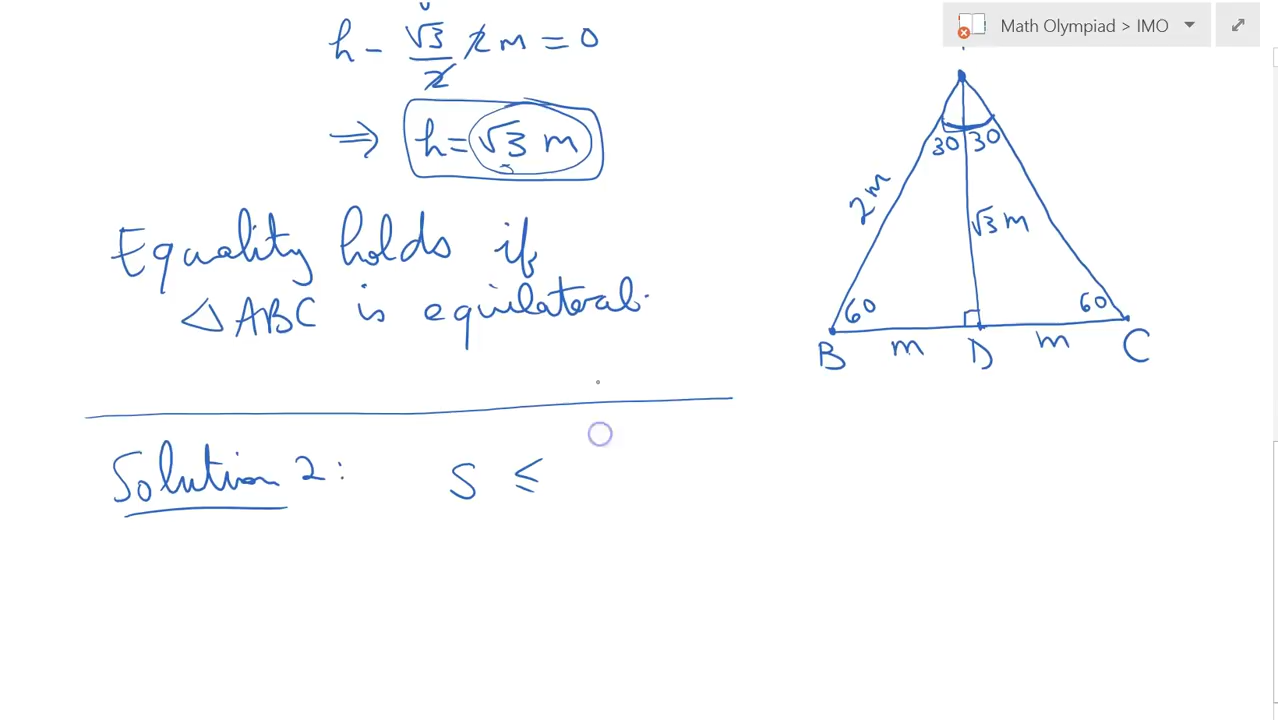 Math Olympiad > IMO
h - √3/2 2m = 0
⇒ h = √3 m
Equality holds if
△ABC is equilateral.
30 30
2m
√3 m
60 60
B m D m C
Solution 2: S ≤